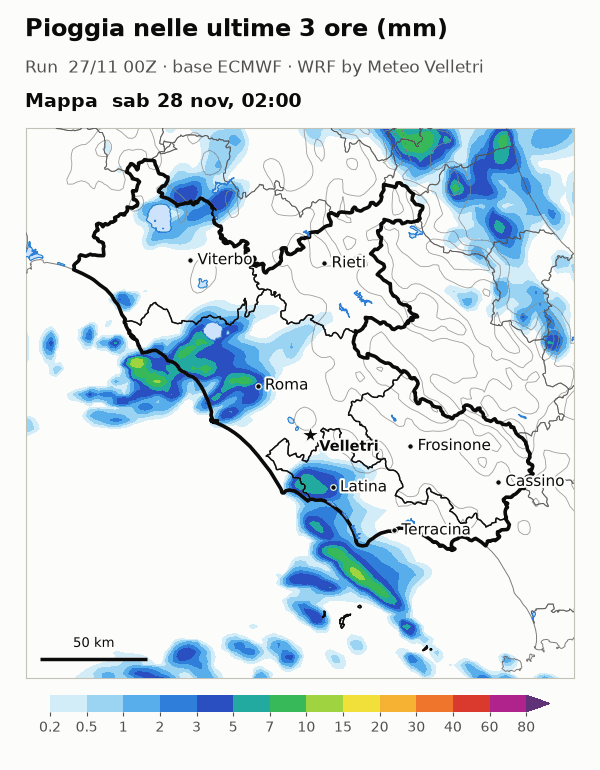 Pioggia nelle ultime 3 ore (mm)
Run  27/11 00Z · base ECMWF · WRF by Meteo Velletri
Mappa  sab 28 nov, 02:00
Viterbo
Rieti
Roma
Velletri
Frosinone
Latina
Cassino
Terracina
50 km
0.2 0.5 1 2 3 5 7 10 15 20 30 40 60 80